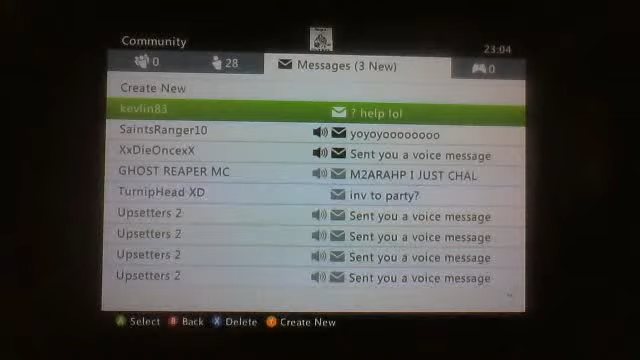 Community
23:04
0
28
Messages (3 New)
0
Create New
kevlin83 ? help lol
SaintsRanger10 yoyoyoooooooo
XxDieOncexX Sent you a voice message
GHOST REAPER MC M2ARAHP I JUST CHAL
TurnipHead XD inv to party?
Upsetters 2 Sent you a voice message
Upsetters 2 Sent you a voice message
Upsetters 2 Sent you a voice message
Upsetters 2 Sent you a voice message
A Select B Back X Delete Y Create New